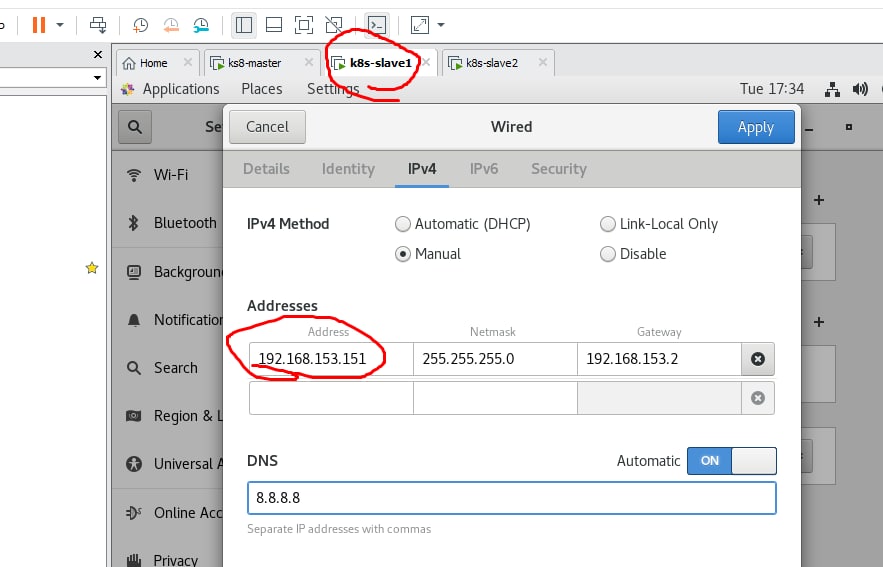 Home
ks8-master
k8s-slave1
k8s-slave2
Applications Places Settings Tue 17:34
Se
Cancel Wired Apply
Details Identity IPv4 IPv6 Security
Wi-Fi
Bluetooth
Backgroun
Notification
Search
Region & L
Universal A
Online Acc
Privacy
IPv4 Method
Automatic (DHCP) Link-Local Only
Manual Disable
Addresses
Address Netmask Gateway
192.168.153.151 255.255.255.0 192.168.153.2
DNS Automatic ON
8.8.8.8
Separate IP addresses with commas